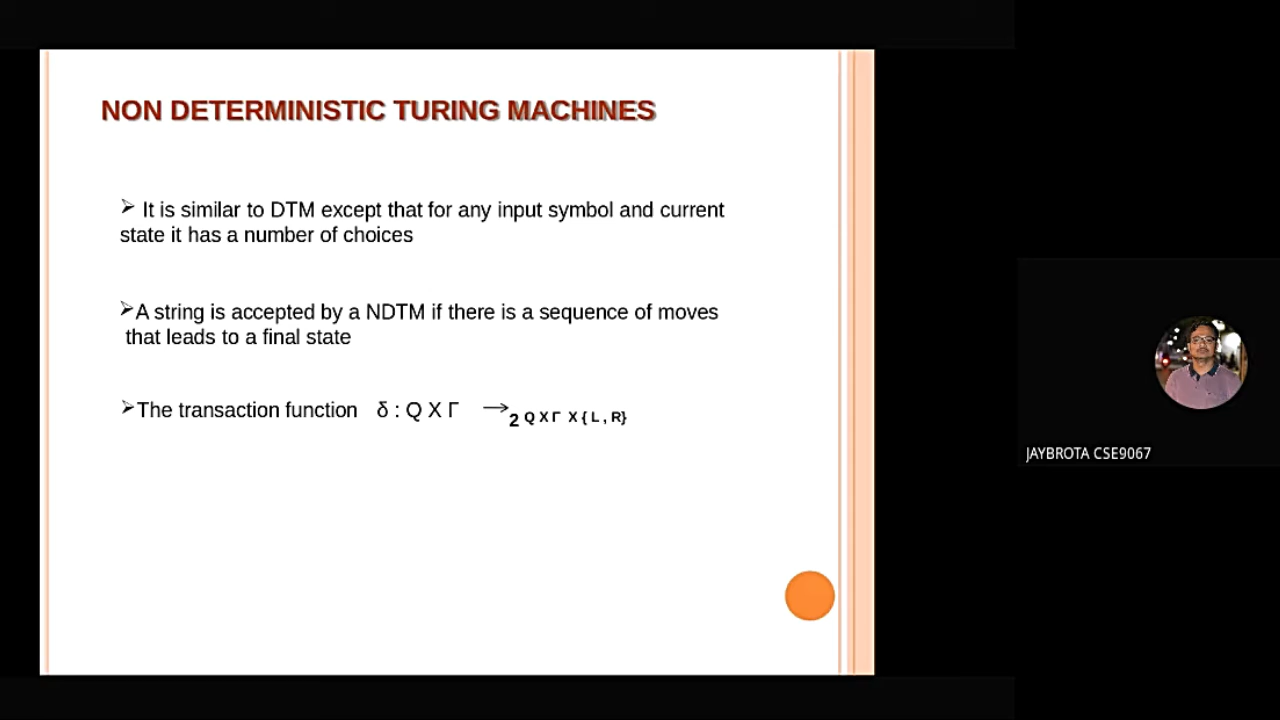 NON DETERMINISTIC TURING MACHINES
➢ It is similar to DTM except that for any input symbol and current
state it has a number of choices
➢A string is accepted by a NDTM if there is a sequence of moves
that leads to a final state
➢The transaction function δ : Q X Γ →2 Q X Γ X { L , R}
JAYBROTA CSE9067